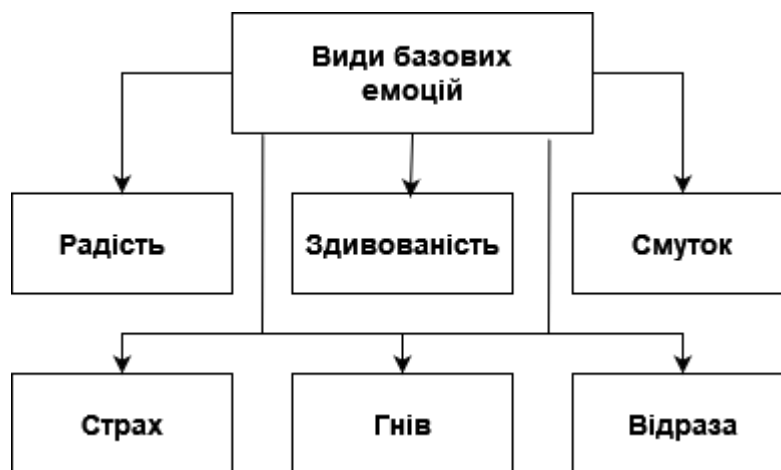 Види базових
емоцій
Радість
Здивованість
Смуток
Страх
Гнів
Відраза